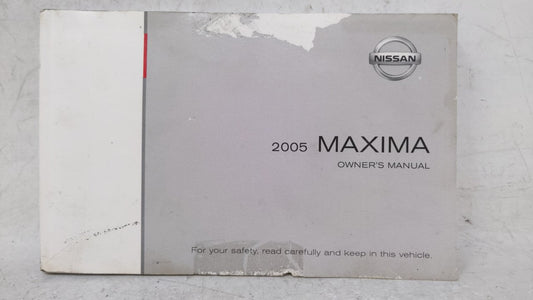 NISSAN
2005 MAXIMA
OWNER'S MANUAL
For your safety, read carefully and keep in this vehicle.